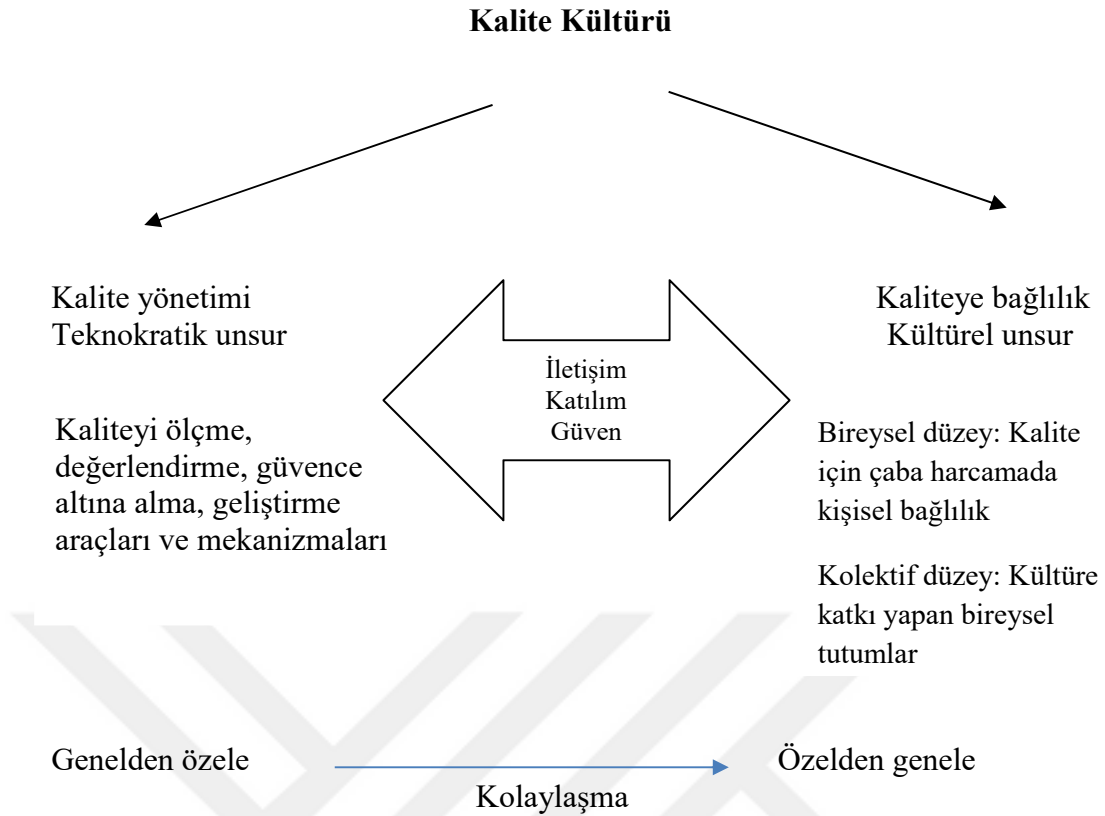 Kalite Kültürü
Kalite yönetimi
Teknokratik unsur
Kaliteyi ölçme,
değerlendirme, güvence
altına alma, geliştirme
araçları ve mekanizmaları
İletişim
Katılım
Güven
Kaliteye bağlılık
Kültürel unsur
Bireysel düzey: Kalite
için çaba harcamada
kişisel bağlılık
Kolektif düzey: Kültüre
katkı yapan bireysel
tutumlar
Genelden özele
Kolaylaşma
Özelden genele